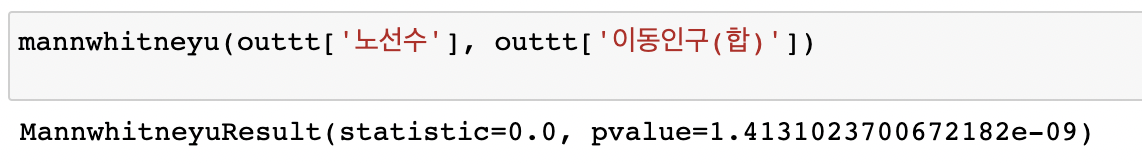 mannwhitneyu(outtt['노선수'], outtt['이동인구(합)'])
MannwhitneyuResult(statistic=0.0, pvalue=1.4131023700672182e-09)